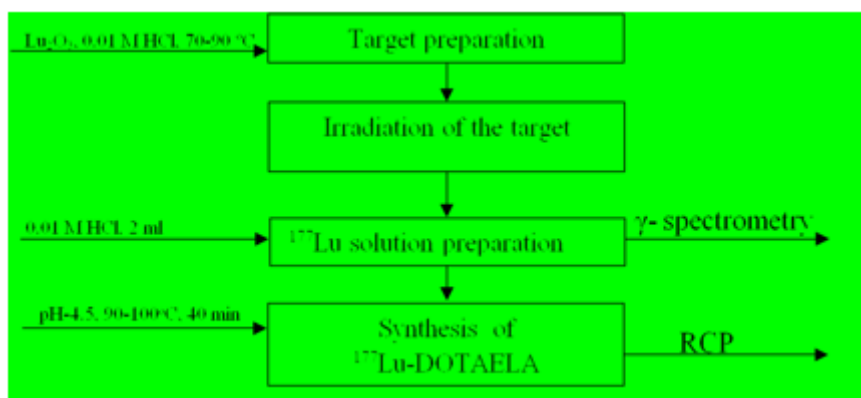 Lu₂O₃, 0.01 M HCl, 70-90 °C
Target preparation
Irradiation of the target
0.01 M HCl, 2 ml
¹⁷⁷Lu solution preparation
γ- spectrometry
pH-4.5, 90-100°C, 40 min
Synthesis of
¹⁷⁷Lu-DOTAELA
RCP